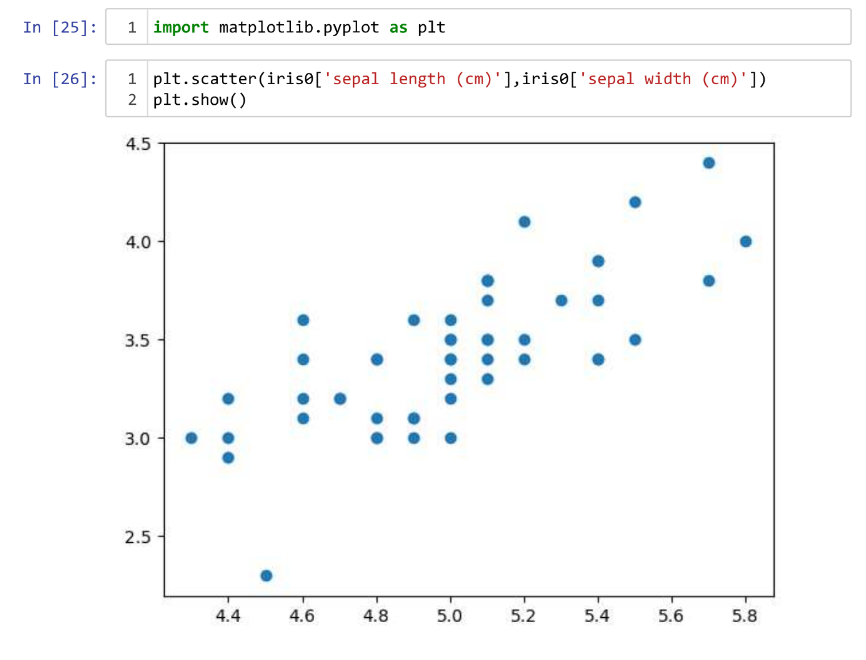 In [25]: 1 import matplotlib.pyplot as plt
In [26]: 1 plt.scatter(iris0['sepal length (cm)'],iris0['sepal width (cm)'])
2 plt.show()
4.5
4.0
3.5
3.0
2.5
4.4 4.6 4.8 5.0 5.2 5.4 5.6 5.8